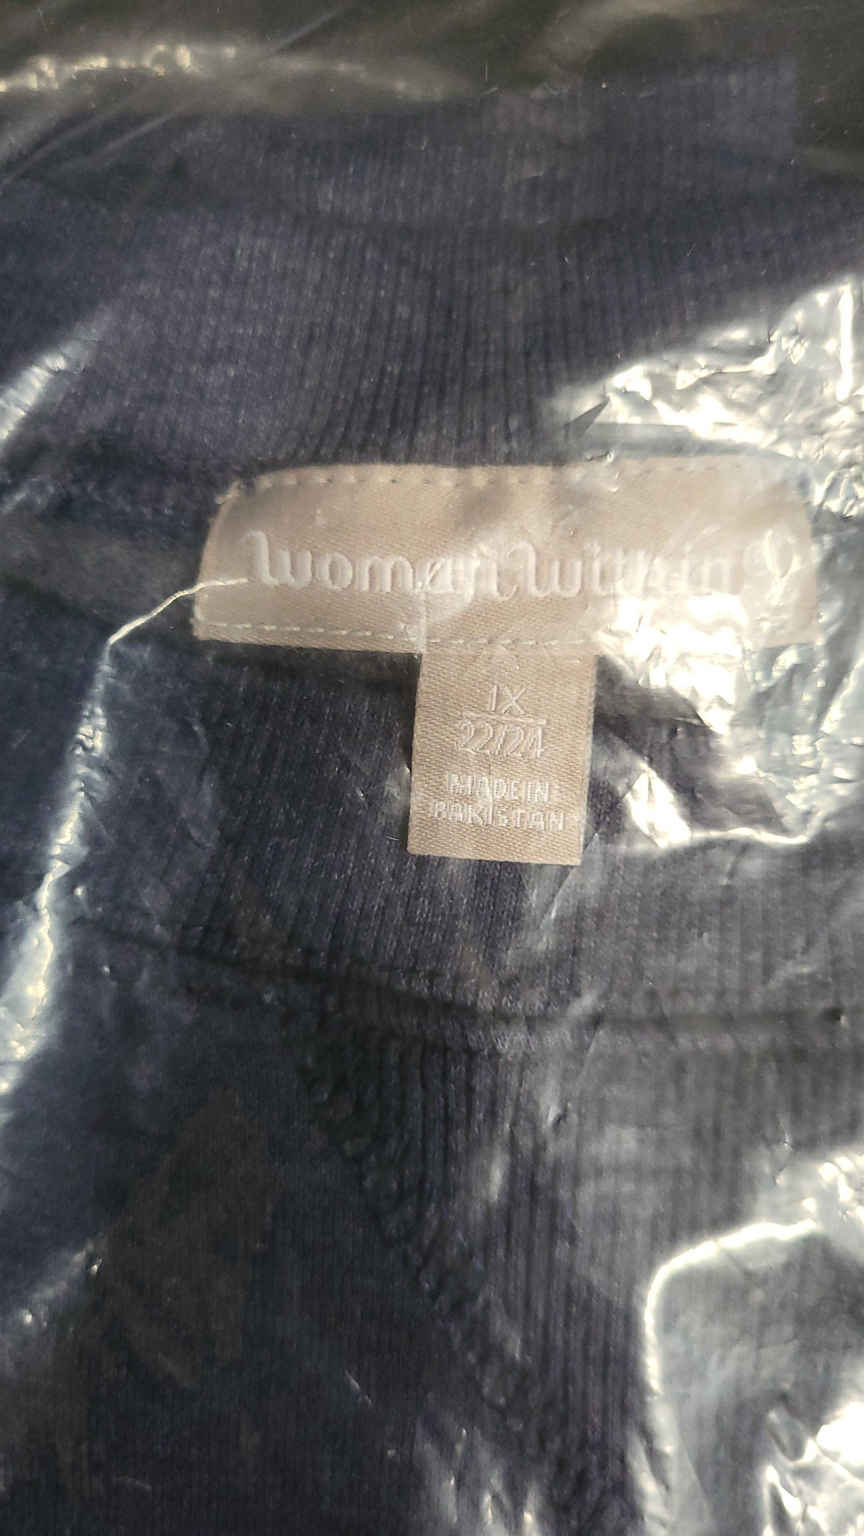 Woman Within®
1X
22/24
MADE IN
PAKISTAN